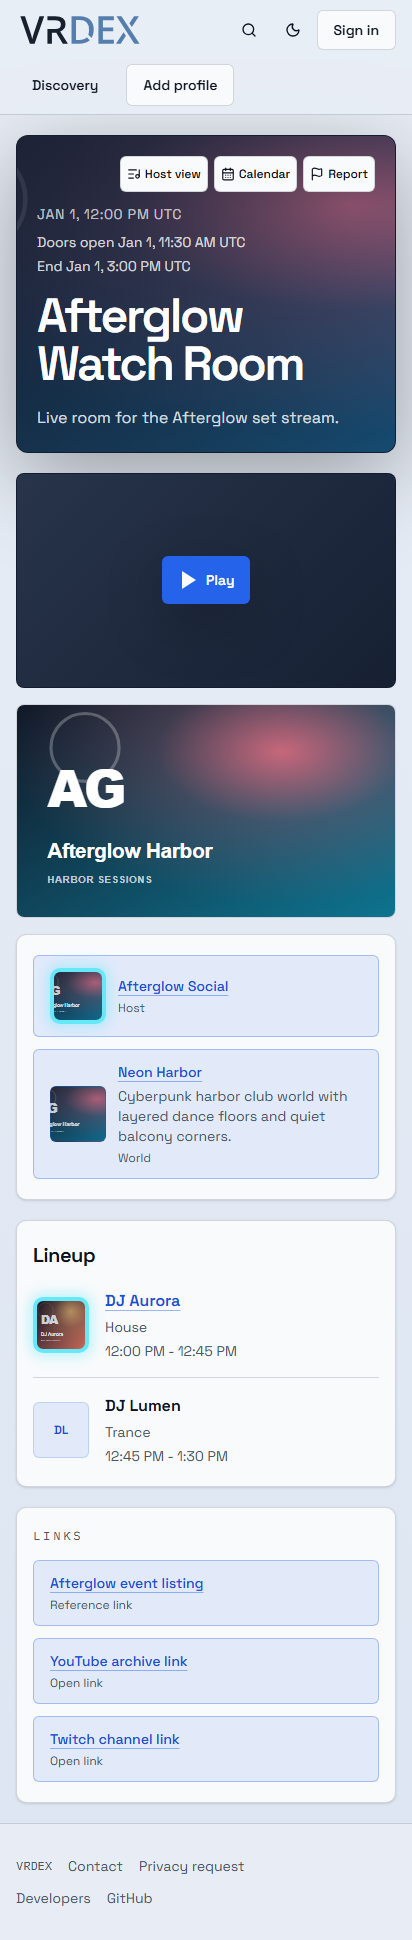 VRDEX
Sign in
Discovery
Add profile
Host view
Calendar
Report
JAN 1, 12:00 PM UTC
Doors open Jan 1, 11:30 AM UTC
End Jan 1, 3:00 PM UTC
Afterglow
Watch Room
Live room for the Afterglow set stream.
Play
AG
Afterglow Harbor
HARBOR SESSIONS
Afterglow Social
Host
Neon Harbor
Cyberpunk harbor club world with
layered dance floors and quiet
balcony corners.
World
Lineup
DA
DJ Aurora
DJ Aurora
House
12:00 PM - 12:45 PM
DL
DJ Lumen
Trance
12:45 PM - 1:30 PM
LINKS
Afterglow event listing
Reference link
YouTube archive link
Open link
Twitch channel link
Open link
VRDEX
Contact
Privacy request
Developers
GitHub